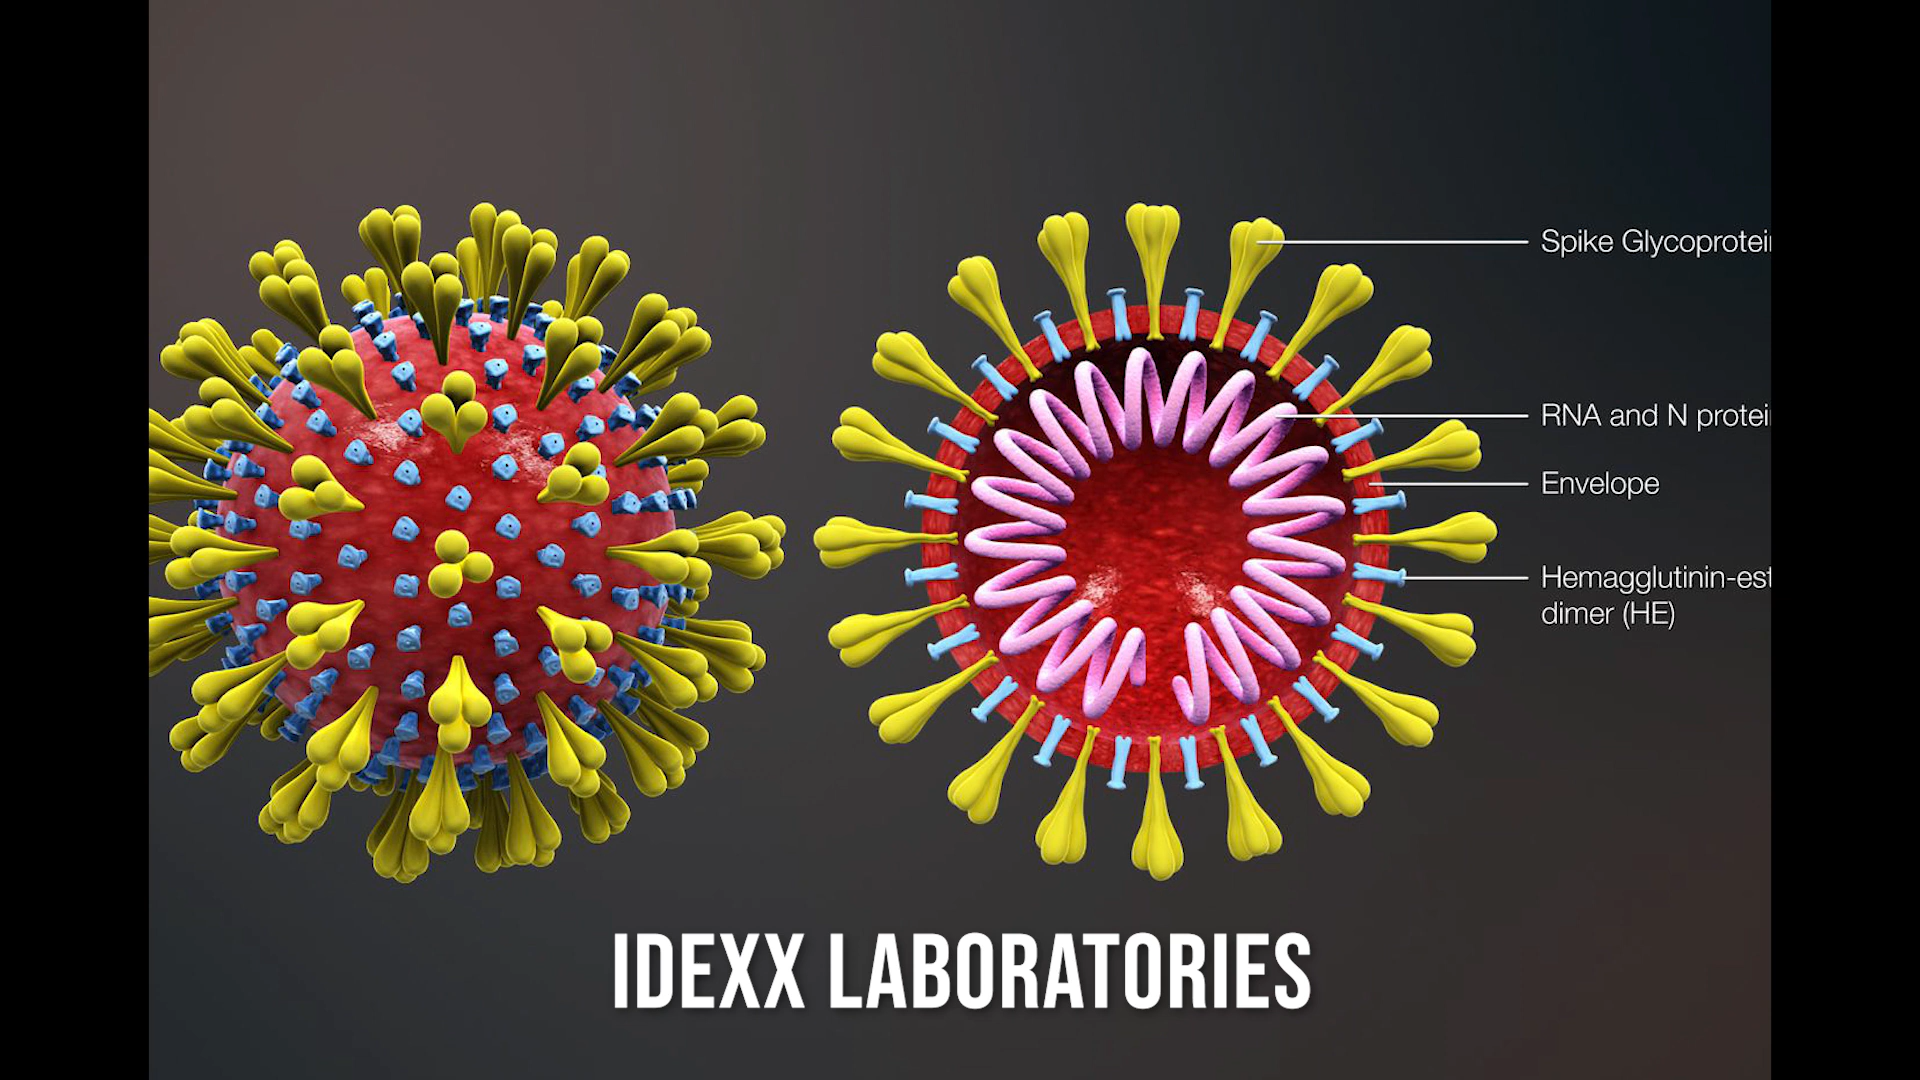 Spike Glycoprotei
RNA and N protei
Envelope
Hemagglutinin-est
dimer (HE)
IDEXX LABORATORIES